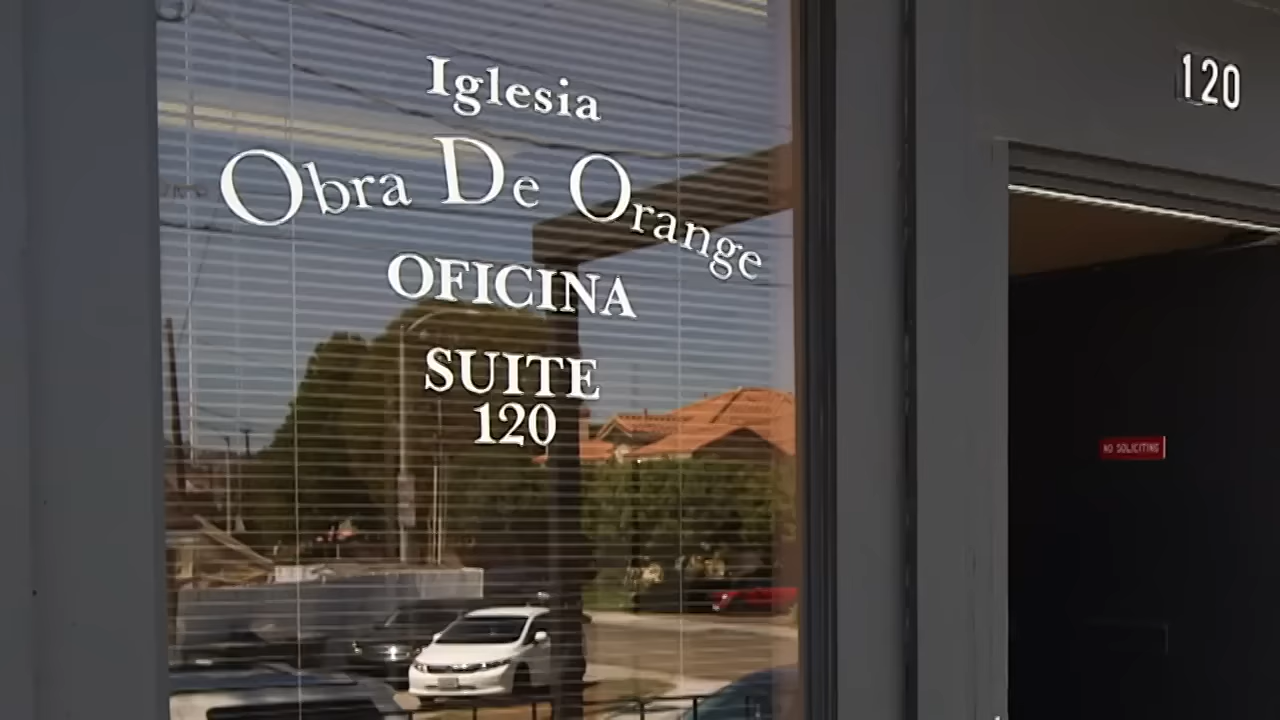 Iglesia
Obra De Orange
OFICINA
SUITE
120
120
NO SOLICITING